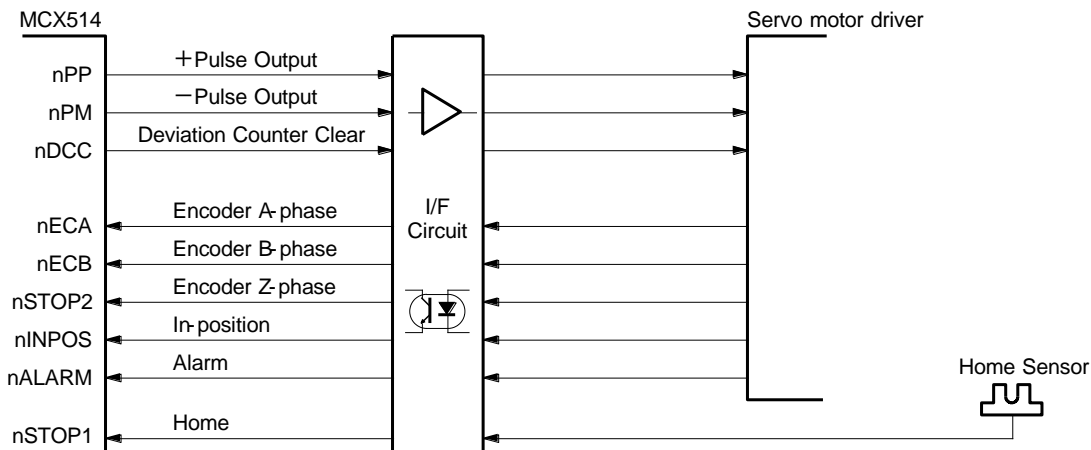 MCX514
Servo motor driver
nPP
+Pulse Output
nPM
−Pulse Output
nDCC
Deviation Counter Clear
nECA
Encoder A-phase
I/F
Circuit
nECB
Encoder B-phase
nSTOP2
Encoder Z-phase
nINPOS
In-position
nALARM
Alarm
Home Sensor
nSTOP1
Home